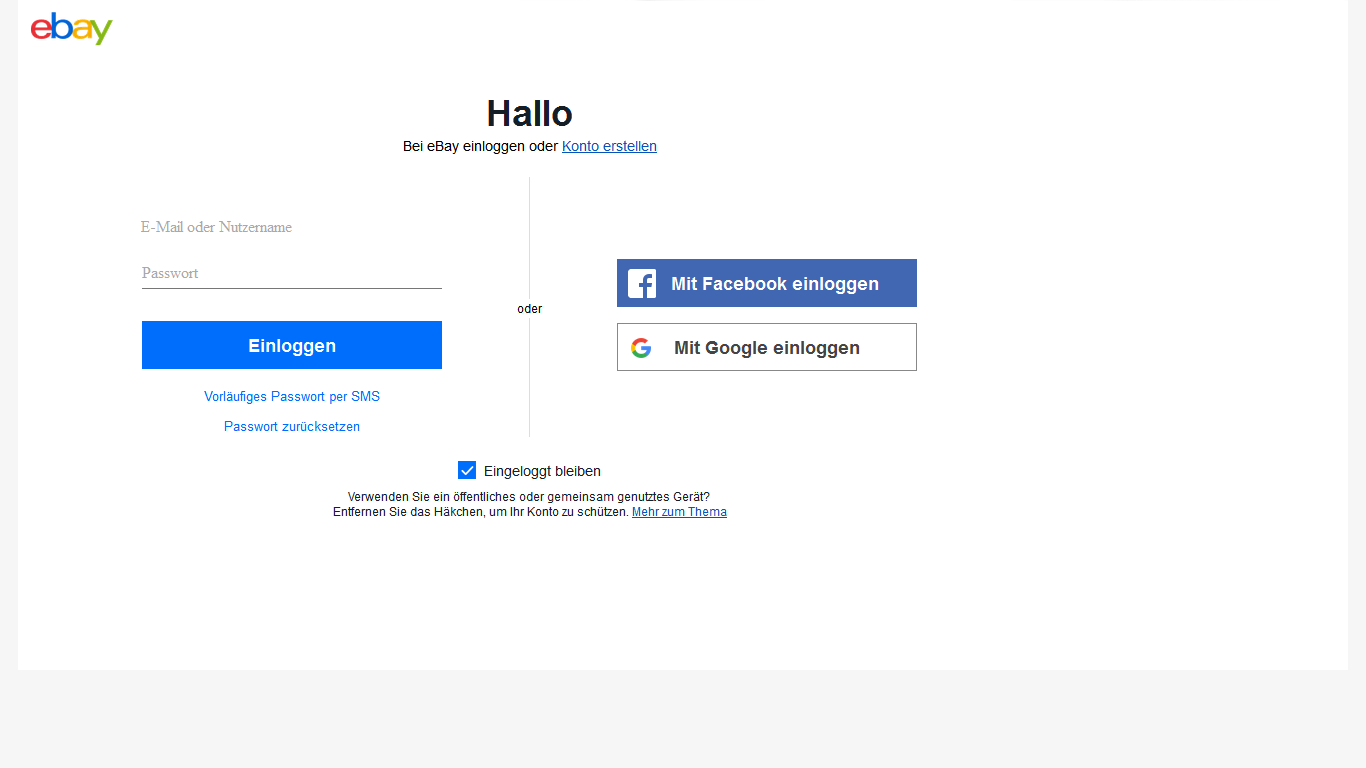 ebay
Hallo
Bei eBay einloggen oder Konto erstellen
E-Mail oder Nutzername
Passwort
Einloggen
Vorläufiges Passwort per SMS
Passwort zurücksetzen
oder
Mit Facebook einloggen
Mit Google einloggen
Eingeloggt bleiben
Verwenden Sie ein öffentliches oder gemeinsam genutztes Gerät?
Entfernen Sie das Häkchen, um Ihr Konto zu schützen. Mehr zum Thema